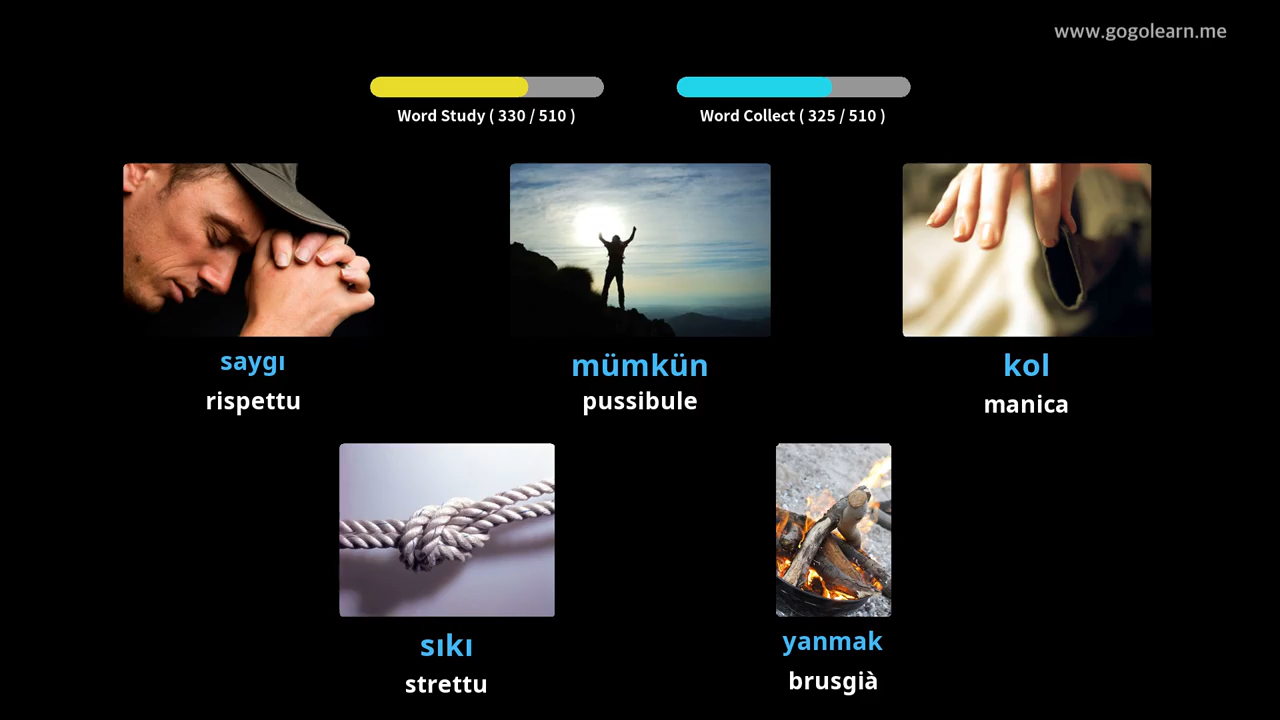 www.gogolearn.me
Word Study ( 330 / 510 )
Word Collect ( 325 / 510 )
saygı
rispettu
mümkün
pussibule
kol
manica
sıkı
strettu
yanmak
brusgià